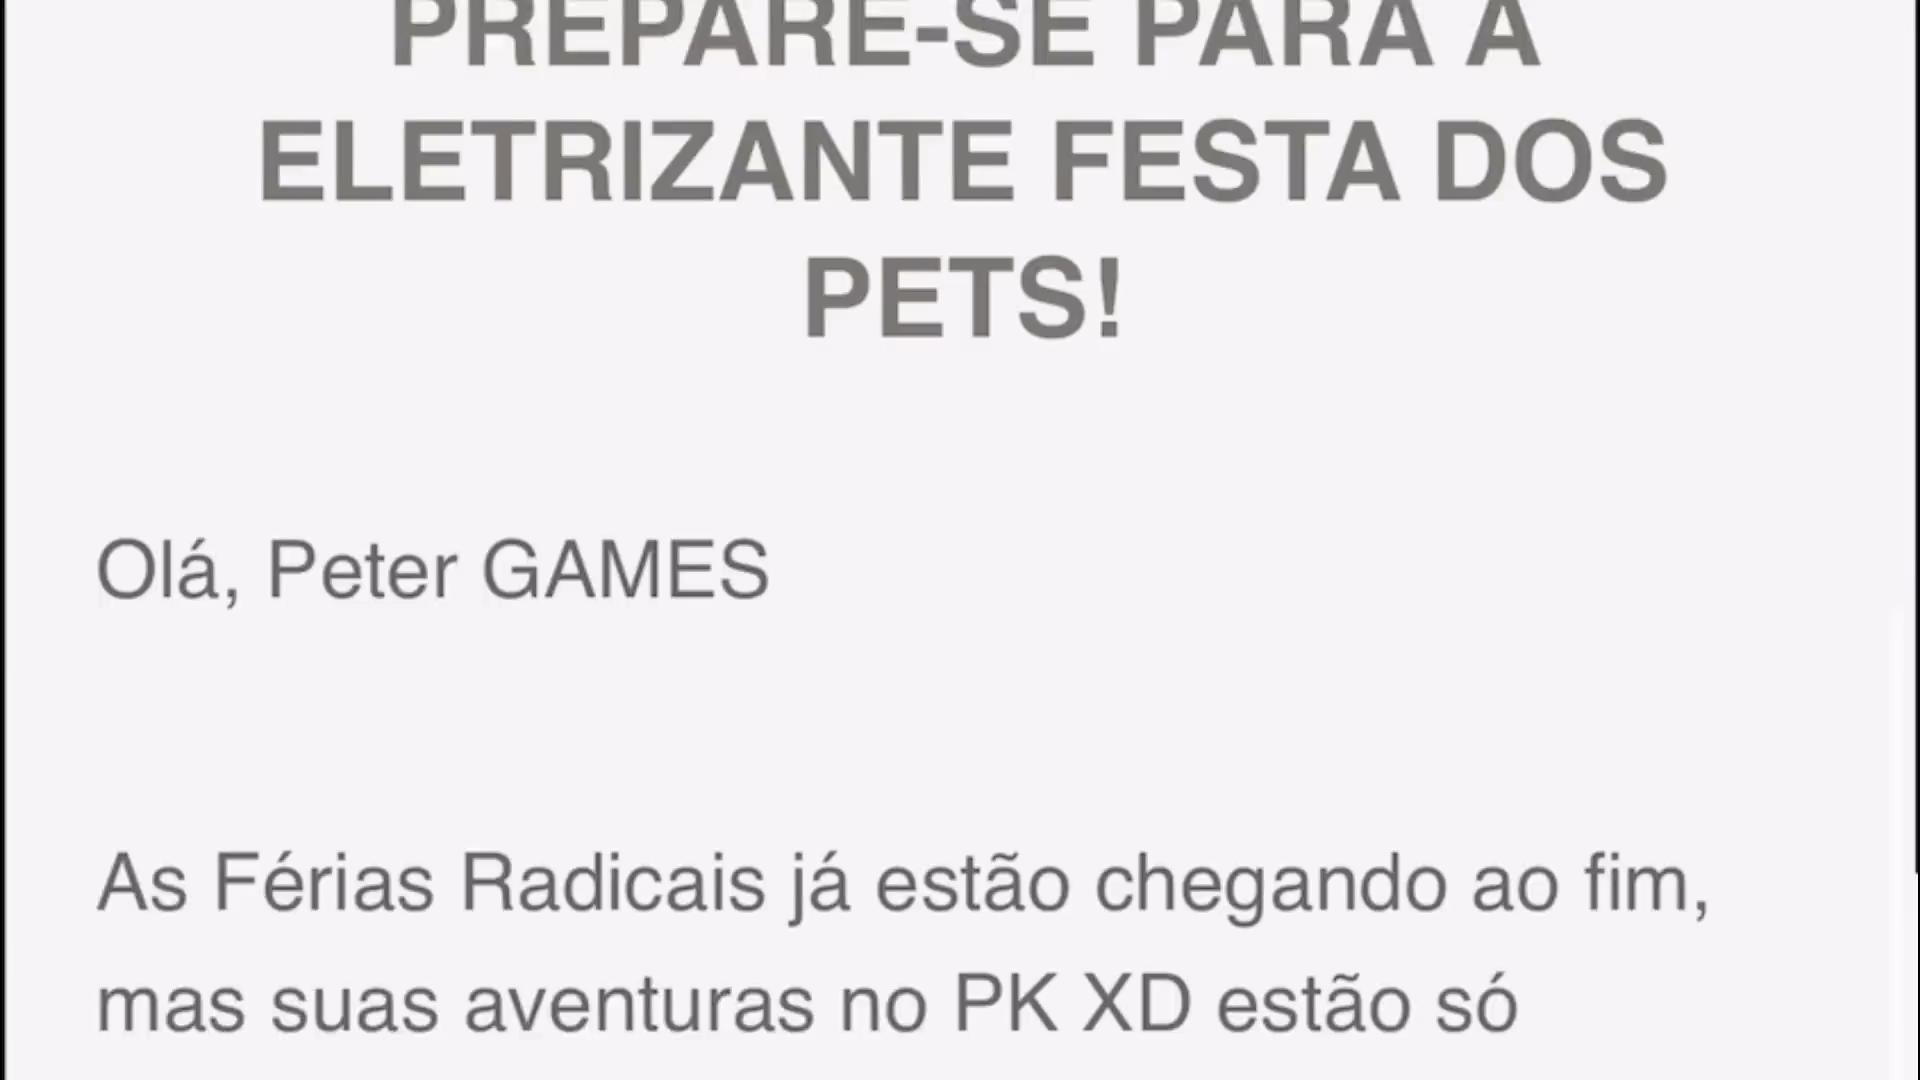 PREPARE-SE PARA A
ELETRIZANTE FESTA DOS
PETS!
Olá, Peter GAMES
As Férias Radicais já estão chegando ao fim,
mas suas aventuras no PK XD estão só